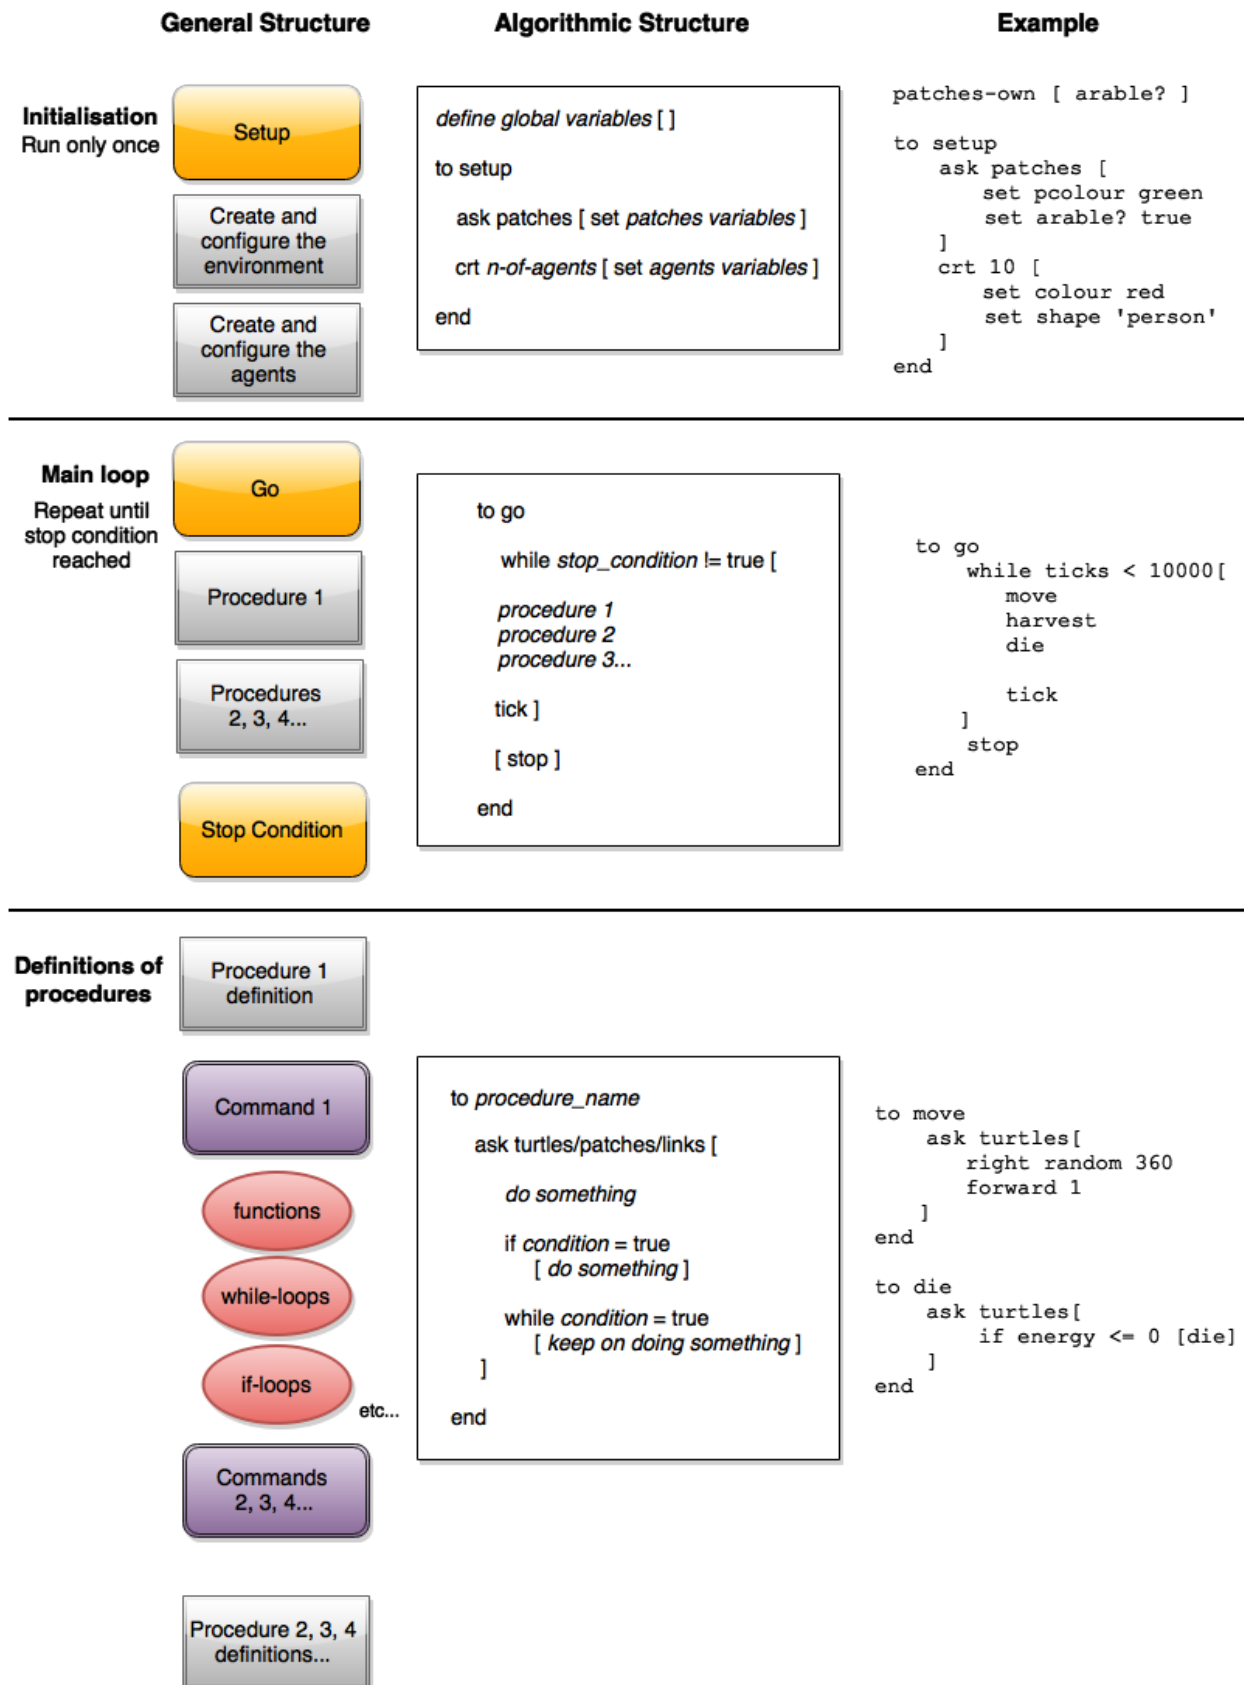 General Structure
Algorithmic Structure
Example
Initialisation
Run only once
Setup
Create and
configure the
environment
Create and
configure the
agents
define global variables [ ]
to setup
ask patches [ set patches variables ]
crt n-of-agents [ set agents variables ]
end
patches-own [ arable? ]
to setup
ask patches [
set pcolour green
set arable? true
]
crt 10 [
set colour red
set shape 'person'
]
end
Main loop
Repeat until
stop condition
reached
Go
Procedure 1
Procedures
2, 3, 4...
Stop Condition
to go
while stop_condition != true [
procedure 1
procedure 2
procedure 3...
tick ]
[ stop ]
end
to go
while ticks < 10000[
move
harvest
die
tick
]
stop
end
Definitions of
procedures
Procedure 1
definition
Command 1
functions
while-loops
if-loops
etc...
Commands
2, 3, 4...
Procedure 2, 3, 4
definitions...
to procedure_name
ask turtles/patches/links [
do something
if condition = true
[ do something ]
while condition = true
[ keep on doing something ]
]
end
to move
ask turtles[
right random 360
forward 1
]
end
to die
ask turtles[
if energy <= 0 [die]
]
end